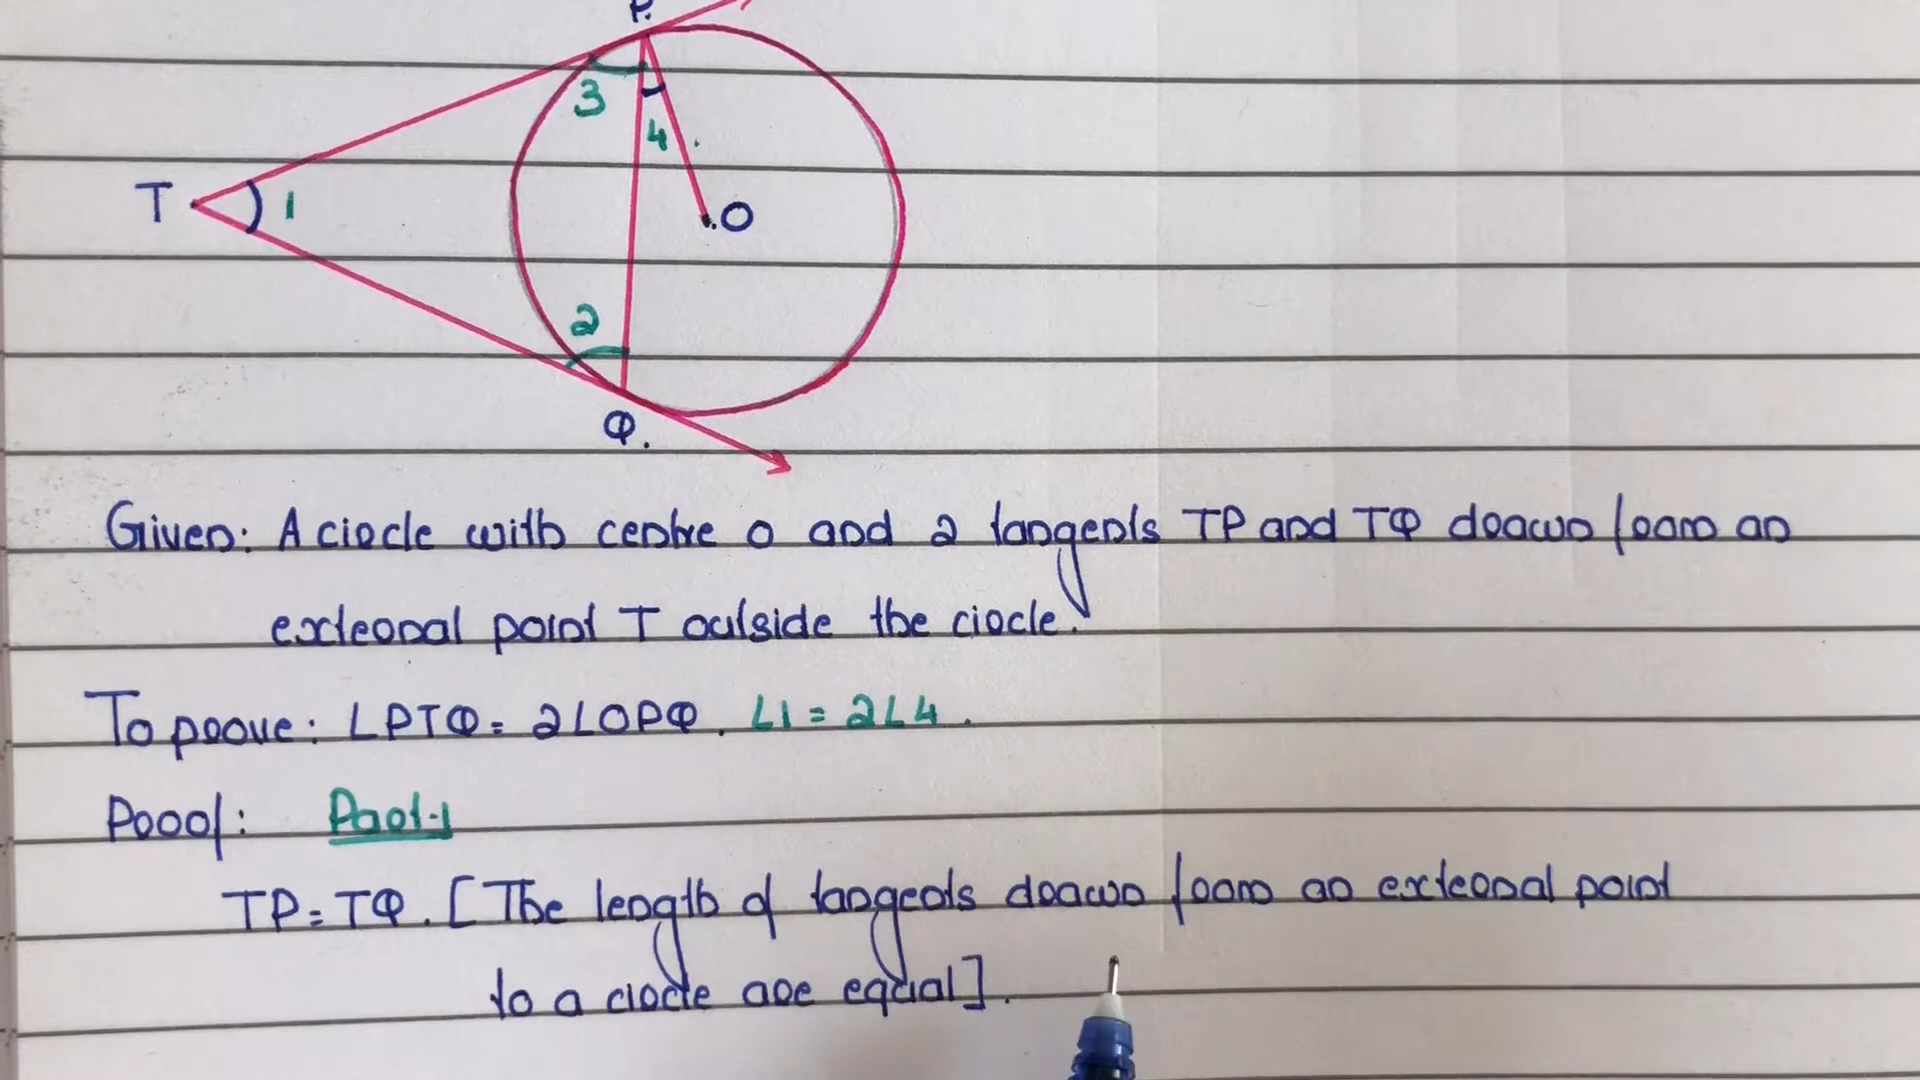 P.
3
4
T
1
.O
2
Q.
Given: A circle with centre O and 2 tangents TP and TQ drawn from an
external point T outside the circle.
To prove: ∠PTQ = 2∠OPQ. ∠1 = 2∠4.
Proof: Part-1
TP = TQ. [The length of tangents drawn from an external point
to a circle are equal].